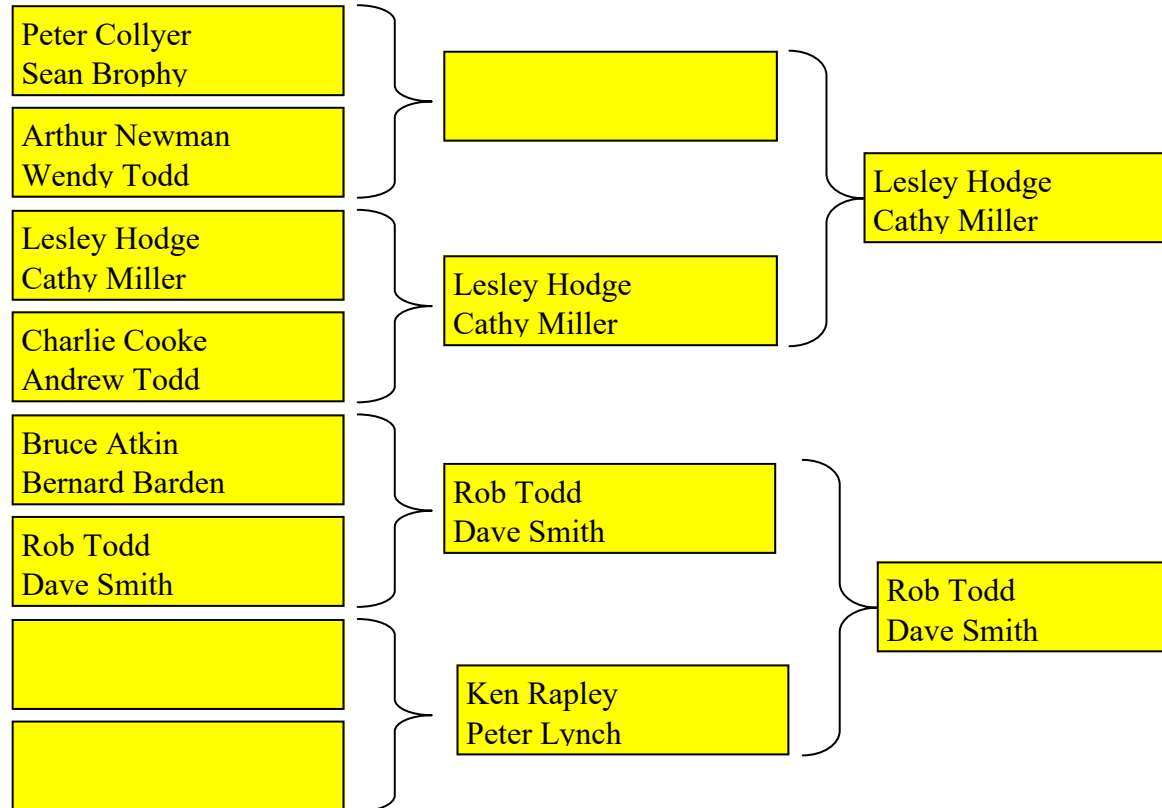 Peter Collyer
Sean Brophy
Arthur Newman
Wendy Todd
Lesley Hodge
Cathy Miller
Charlie Cooke
Andrew Todd
Bruce Atkin
Bernard Barden
Rob Todd
Dave Smith
Lesley Hodge
Cathy Miller
Rob Todd
Dave Smith
Ken Rapley
Peter Lynch
Lesley Hodge
Cathy Miller
Rob Todd
Dave Smith